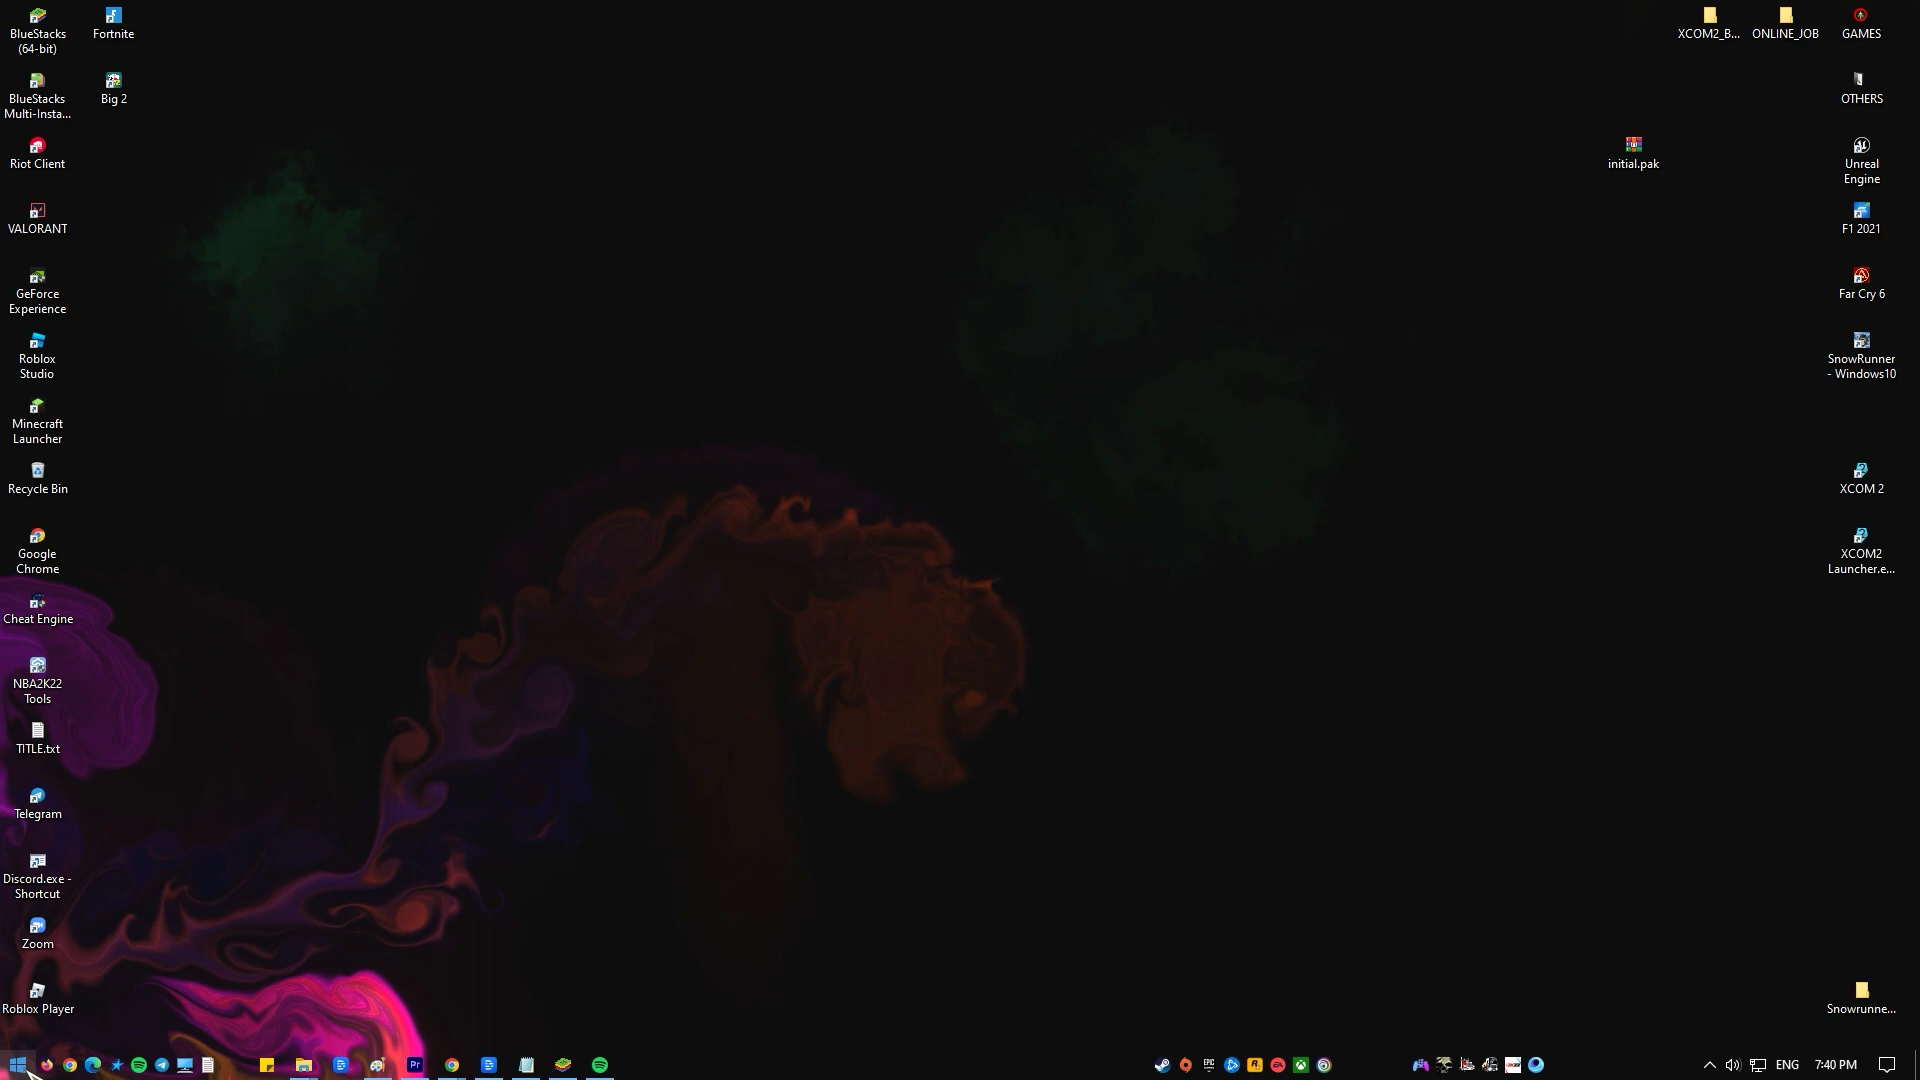 BlueStacks
(64-bit)
Fortnite
BlueStacks
Multi-Insta...
Big 2
Riot Client
VALORANT
GeForce
Experience
Roblox
Studio
Minecraft
Launcher
Recycle Bin
Google
Chrome
Cheat Engine
NBA2K22
Tools
TITLE.txt
Telegram
Discord.exe -
Shortcut
Zoom
Roblox Player
initial.pak
XCOM2_B...
ONLINE_JOB
GAMES
OTHERS
Unreal
Engine
F1 2021
Far Cry 6
SnowRunner
- Windows10
XCOM 2
XCOM2
Launcher.e...
Snowrunne...
Pr
EPIC
EA
ENG
7:40 PM